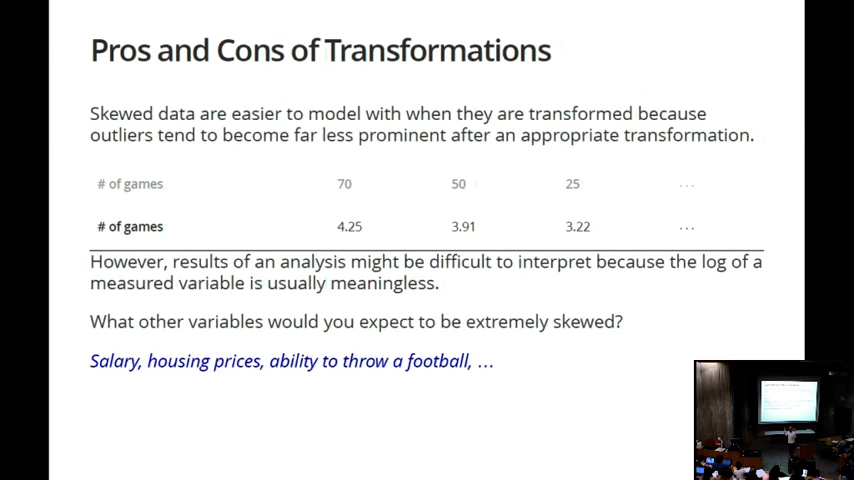 Pros and Cons of Transformations
Skewed data are easier to model with when they are transformed because
outliers tend to become far less prominent after an appropriate transformation.
# of games 70 50 25 ...
# of games 4.25 3.91 3.22 ...
However, results of an analysis might be difficult to interpret because the log of a
measured variable is usually meaningless.
What other variables would you expect to be extremely skewed?
Salary, housing prices, ability to throw a football, ...